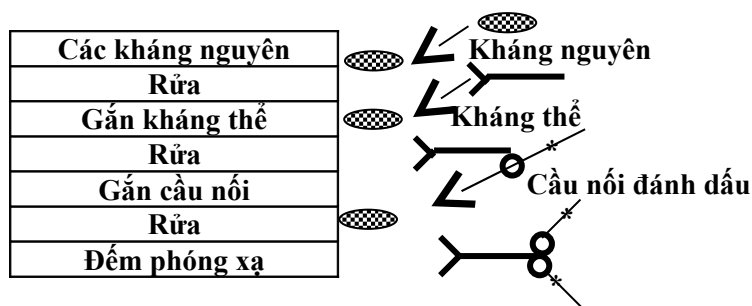 Các kháng nguyên
Kháng nguyên
Rửa
Gắn kháng thể
Kháng thể
Rửa
Gắn cầu nối
Cầu nối đánh dấu
Rửa
Đếm phóng xạ